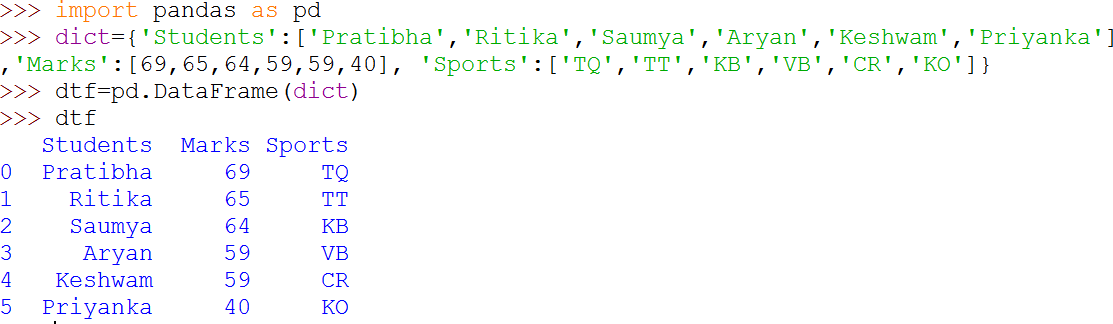 >>> import pandas as pd
>>> dict={'Students':['Pratibha','Ritika','Saumya','Aryan','Keshwam','Priyanka']
,'Marks':[69,65,64,59,59,40], 'Sports':['TQ','TT','KB','VB','CR','KO']}
>>> dtf=pd.DataFrame(dict)
>>> dtf
   Students  Marks Sports
0  Pratibha     69     TQ
1    Ritika     65     TT
2    Saumya     64     KB
3     Aryan     59     VB
4   Keshwam     59     CR
5  Priyanka     40     KO